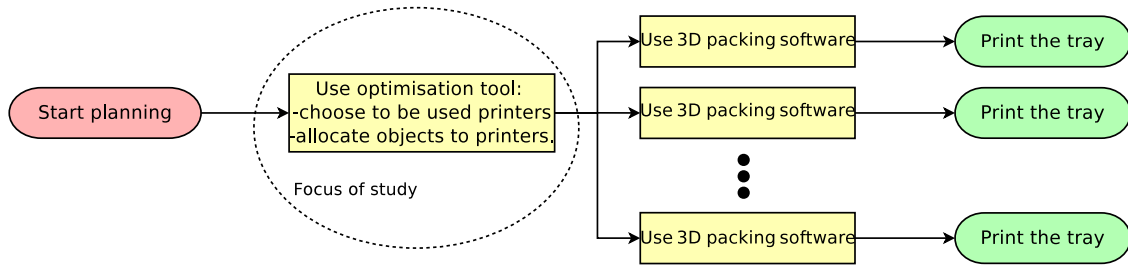 Start planning
Use optimisation tool:
-choose to be used printers
-allocate objects to printers.
Focus of study
Use 3D packing software
Print the tray
Use 3D packing software
Print the tray
Use 3D packing software
Print the tray